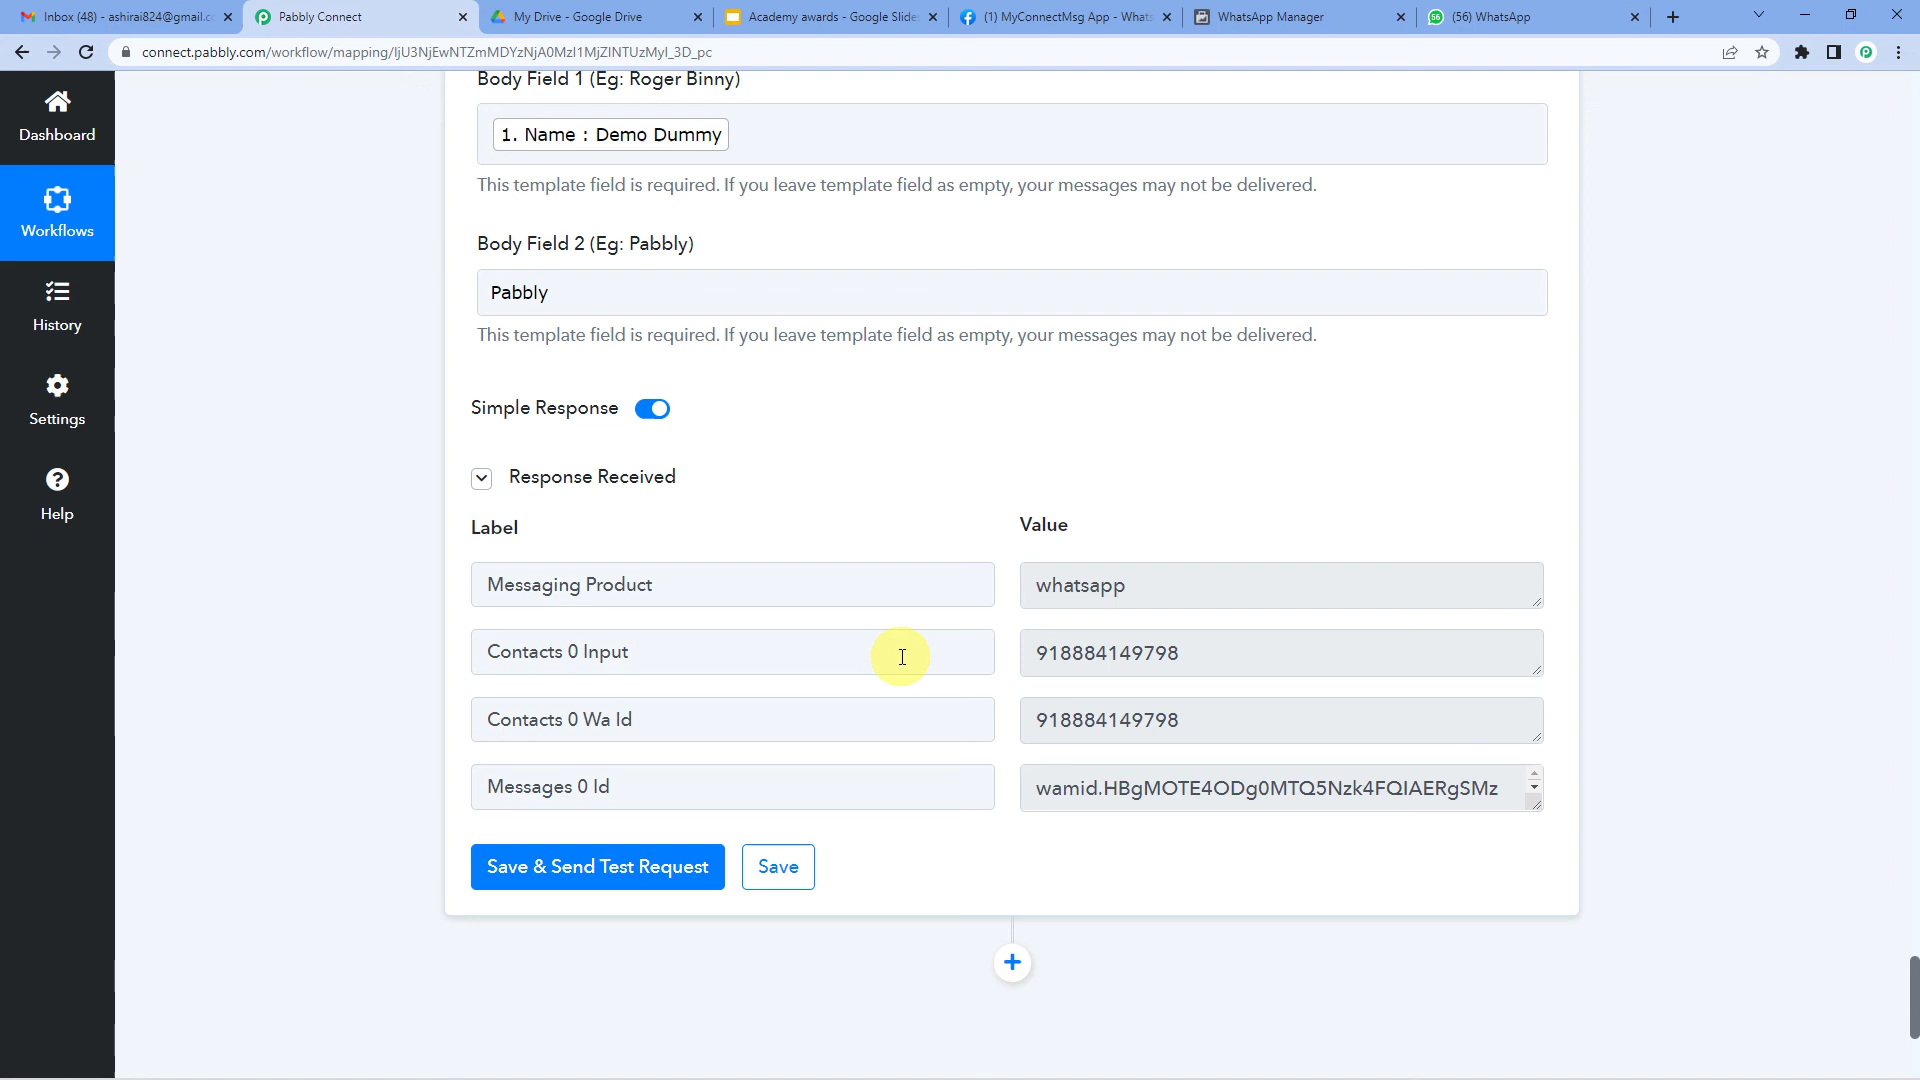 Inbox (48) - ashirai824@gmail.c
Pabbly Connect
My Drive - Google Drive
Academy awards - Google Slide
(1) MyConnectMsg App - Whats
WhatsApp Manager
(56) WhatsApp
connect.pabbly.com/workflow/mapping/IjU3NjEwNTZmMDYzNjA0MzI1MjZlNTUzMyI_3D_pc
Dashboard
Workflows
History
Settings
Help
Body Field 1 (Eg: Roger Binny)
1. Name : Demo Dummy
This template field is required. If you leave template field as empty, your messages may not be delivered.
Body Field 2 (Eg: Pabbly)
Pabbly
This template field is required. If you leave template field as empty, your messages may not be delivered.
Simple Response
Response Received
Label
Value
Messaging Product
whatsapp
Contacts 0 Input
918884149798
Contacts 0 Wa Id
918884149798
Messages 0 Id
wamid.HBgMOTE4ODg0MTQ5Nzk4FQIAERgSMz
Save & Send Test Request
Save